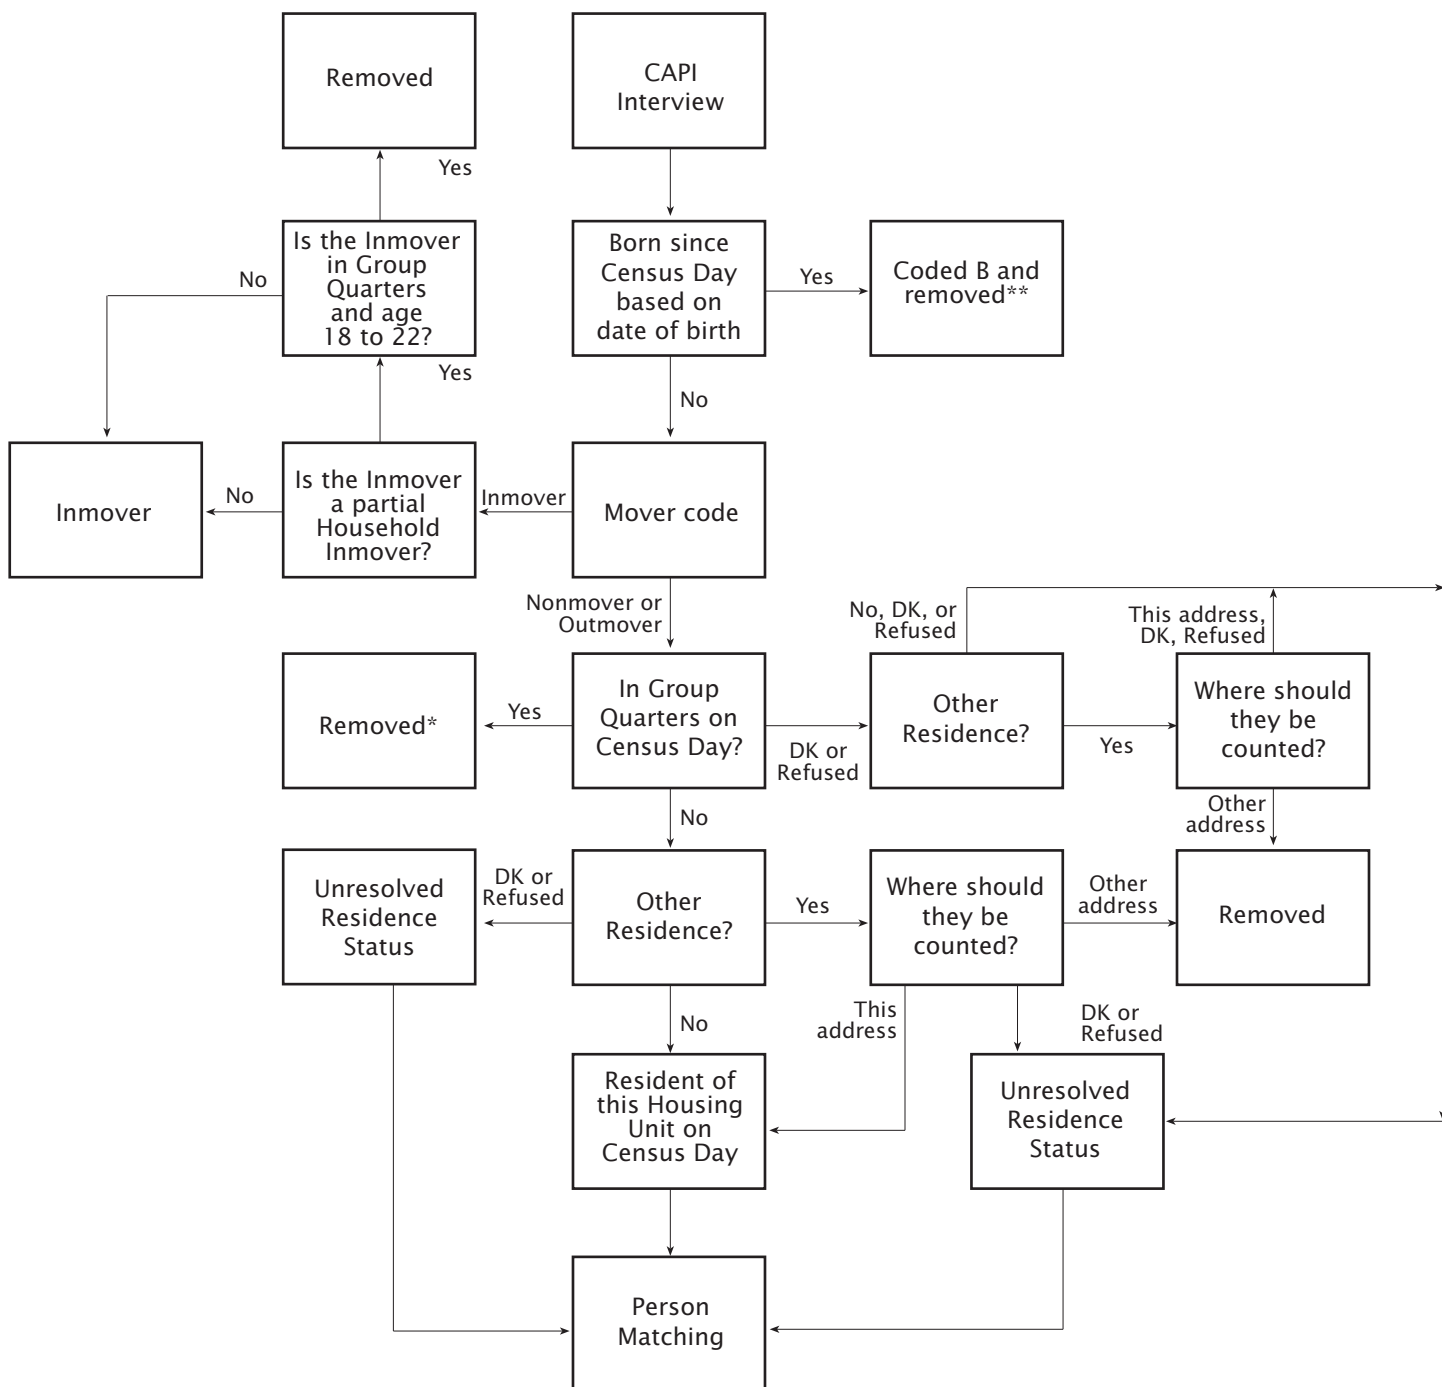 Removed
CAPI
Interview
Yes
Is the Inmover
in Group
Quarters
and age
18 to 22?
No
Born since
Census Day
based on
date of birth
Yes
Coded B and
removed**
Yes
No
Inmover
No
Is the Inmover
a partial
Household
Inmover?
Inmover
Mover code
Nonmover or
Outmover
No, DK, or
Refused
This address,
DK, Refused
Removed*
Yes
In Group
Quarters on
Census Day?
DK or
Refused
Other
Residence?
Yes
Where should
they be
counted?
No
Other
address
Unresolved
Residence
Status
DK or
Refused
Other
Residence?
Yes
Where should
they be
counted?
Other
address
Removed
No
This
address
DK or
Refused
Resident of
this Housing
Unit on
Census Day
Unresolved
Residence
Status
Person
Matching